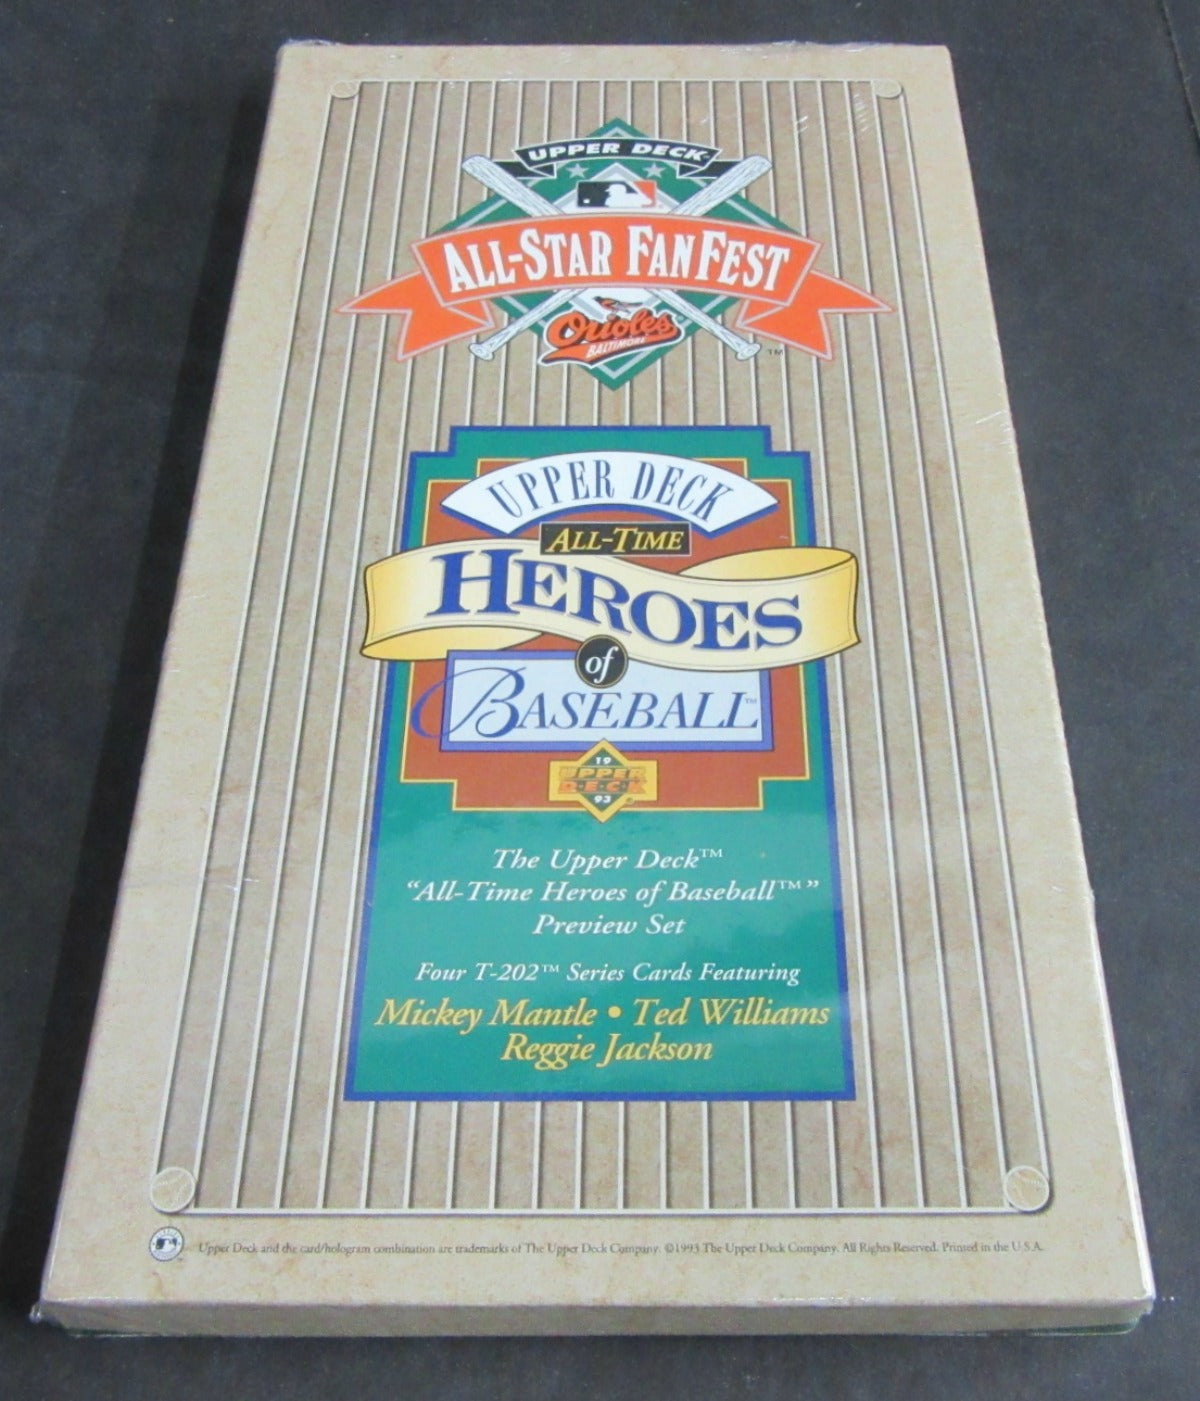 UPPER DECK
ALL-STAR FANFEST
Orioles
BALTIMORE
TM
UPPER DECK
ALL-TIME
HEROES
of
BASEBALL™
19
UPPER
DECK
93
The Upper Deck™
"All-Time Heroes of Baseball™"
Preview Set
Four T-202™ Series Cards Featuring
Mickey Mantle • Ted Williams
Reggie Jackson
Upper Deck and the card/hologram combination are trademarks of The Upper Deck Company. ©1993 The Upper Deck Company. All Rights Reserved. Printed in the U.S.A.